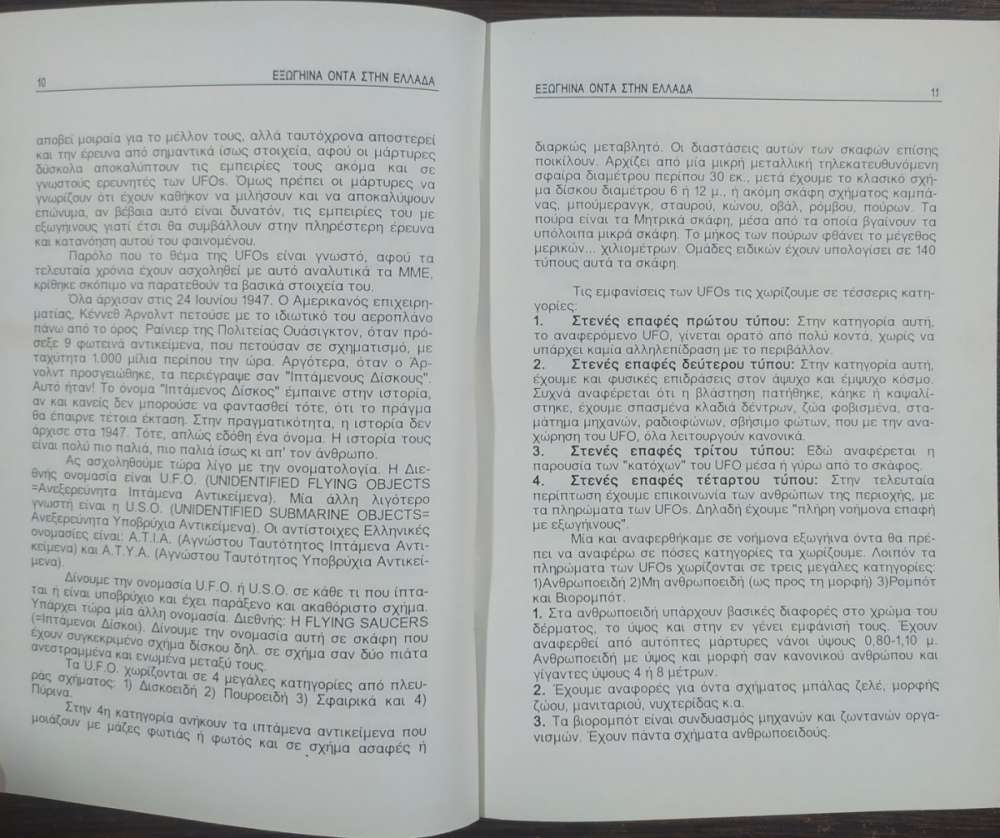 10
ΕΞΩΓΗΙΝΑ ΟΝΤΑ ΣΤΗΝ ΕΛΛΑΔΑ
αποβεί μοιραία για το μέλλον τους, αλλά ταυτόχρονα αποστερεί
και την έρευνα από σημαντικά ίσως στοιχεία, αφού οι μάρτυρες
δύσκολα αποκαλύπτουν τις εμπειρίες τους ακόμα και σε
γνωστούς ερευνητές των UFOs. Όμως πρέπει οι μάρτυρες να
γνωρίζουν ότι έχουν καθήκον να μιλήσουν και να αποκαλύψουν
επώνυμα, αν βέβαια αυτό είναι δυνατόν, τις εμπειρίες του με
εξωγήινους γιατί έτσι θα συμβάλλουν στην πληρέστερη έρευνα
και κατανόηση αυτού του φαινομένου.
Παρόλο που το θέμα της UFOs είναι γνωστό, αφού τα
τελευταία χρόνια έχουν ασχοληθεί με αυτό αναλυτικά τα ΜΜΕ,
κρίθηκε σκόπιμο να παρατεθούν τα βασικά στοιχεία του.
Όλα άρχισαν στις 24 Ιουνίου 1947. Ο Αμερικανός επιχειρη-
ματίας, Κέννεθ Άρνολντ πετούσε με το ιδιωτικό του αεροπλάνο
πάνω από το όρος Ραίνιερ της Πολιτείας Ουάσιγκτον, όταν πρό-
σεξε 9 φωτεινά αντικείμενα, που πετούσαν σε σχηματισμό, με
ταχύτητα 1.000 μίλια περίπου την ώρα. Αργότερα, όταν ο Άρ-
νολντ προσγειώθηκε, τα περιέγραψε σαν "Ιπτάμενους Δίσκους".
Αυτό ήταν! Το όνομα "Ιπτάμενος Δίσκος" έμπαινε στην ιστορία,
αν και κανείς δεν μπορούσε να φαντασθεί τότε, ότι το πράγμα
θα έπαιρνε τέτοια έκταση. Στην πραγματικότητα, η ιστορία δεν
άρχισε στα 1947. Τότε, απλώς εδόθη ένα όνομα. Η ιστορία τους
είναι πολύ πιο παλιά, πιο παλιά ίσως κι απ' τον άνθρωπο.
Ας ασχοληθούμε τώρα λίγο με την ονοματολογία. Η Διε-
θνής ονομασία είναι U.F.O. (UNIDENTIFIED FLYING OBJECTS
=Ανεξερεύνητα Ιπτάμενα Αντικείμενα). Μία άλλη λιγότερο
γνωστή είναι η U.S.O. (UNIDENTIFIED SUBMARINE OBJECTS=
Ανεξερεύνητα Υποβρύχια Αντικείμενα). Οι αντίστοιχες Ελληνικές
ονομασίες είναι: Α.Τ.Ι.Α. (Αγνώστου Ταυτότητος Ιπτάμενα Αντι-
κείμενα) και Α.Τ.Υ.Α. (Αγνώστου Ταυτότητος Υποβρύχια Αντικεί-
μενα).
Δίνουμε την ονομασία U.F.O. ή U.S.O. σε κάθε τι που ίπτα-
ται ή είναι υποβρύχιο και έχει παράξενο και ακαθόριστο σχήμα.
Υπάρχει τώρα μία άλλη ονομασία. Διεθνής: Η FLYING SAUCERS
(=Ιπτάμενοι Δίσκοι). Δίνουμε την ονομασία αυτή σε σκάφη που
έχουν συγκεκριμένο σχήμα δίσκου δηλ. σε σχήμα σαν δύο πιάτα
ανεστραμμένα και ενωμένα μεταξύ τους.
Τα U.F.O. χωρίζονται σε 4 μεγάλες κατηγορίες από πλευ-
ράς σχήματος: 1) Δισκοειδή 2) Πουροειδή 3) Σφαιρικά και 4)
Πύρινα.
Στην 4η κατηγορία ανήκουν τα ιπτάμενα αντικείμενα που
μοιάζουν με μάζες φωτιάς ή φωτός και σε σχήμα ασαφές ή
ΕΞΩΓΗΙΝΑ ΟΝΤΑ ΣΤΗΝ ΕΛΛΑΔΑ
11
διαρκώς μεταβλητό. Οι διαστάσεις αυτών των σκαφών επίσης
ποικίλουν. Αρχίζει από μία μικρή μεταλλική τηλεκατευθυνόμενη
σφαίρα διαμέτρου περίπου 30 εκ., μετά έχουμε το κλασικό σχή-
μα δίσκου διαμέτρου 6 ή 12 μ., ή ακόμη σκάφη σχήματος καμπά-
νας, μπούμερανγκ, σταυρού, κώνου, οβάλ, ρόμβου, πούρων. Τα
πούρα είναι τα Μητρικά σκάφη, μέσα από τα οποία βγαίνουν τα
υπόλοιπα μικρά σκάφη. Το μήκος των πούρων φθάνει το μέγεθος
μερικών... χιλιομέτρων. Ομάδες ειδικών έχουν υπολογίσει σε 140
τύπους αυτά τα σκάφη.
Τις εμφανίσεις των UFOs τις χωρίζουμε σε τέσσερις κατη-
γορίες:
1. Στενές επαφές πρώτου τύπου: Στην κατηγορία αυτή,
το αναφερόμενο UFO, γίνεται ορατό από πολύ κοντά, χωρίς να
υπάρχει καμία αλληλεπίδραση με το περιβάλλον.
2. Στενές επαφές δεύτερου τύπου: Στην κατηγορία αυτή,
έχουμε και φυσικές επιδράσεις στον άψυχο και έμψυχο κόσμο.
Συχνά αναφέρεται ότι η βλάστηση πατήθηκε, κάηκε ή καψαλί-
στηκε, έχουμε σπασμένα κλαδιά δέντρων, ζώα φοβισμένα, στα-
μάτημα μηχανών, ραδιοφώνων, σβήσιμο φώτων, που με την ανα-
χώρηση του UFO, όλα λειτουργούν κανονικά.
3. Στενές επαφές τρίτου τύπου: Εδώ αναφέρεται η
παρουσία των "κατόχων" του UFO μέσα ή γύρω από το σκάφος.
4. Στενές επαφές τέταρτου τύπου: Στην τελευταία
περίπτωση έχουμε επικοινωνία των ανθρώπων της περιοχής, με
τα πληρώματα των UFOs. Δηλαδή έχουμε "πλήρη νοήμονα επαφή
με εξωγήινους".
Μία και αναφερθήκαμε σε νοήμονα εξωγήινα όντα θα πρέ-
πει να αναφέρω σε πόσες κατηγορίες τα χωρίζουμε. Λοιπόν τα
πληρώματα των UFOs χωρίζονται σε τρεις μεγάλες κατηγορίες:
1)Ανθρωποειδή 2)Μη ανθρωποειδή (ως προς τη μορφή) 3)Ρομπότ
και Βιορομπότ.
1. Στα ανθρωποειδή υπάρχουν βασικές διαφορές στο χρώμα του
δέρματος, το ύψος και στην εν γένει εμφάνισή τους. Έχουν
αναφερθεί από αυτόπτες μάρτυρες νάνοι ύψους 0,80-1,10 μ.
Ανθρωποειδή με ύψος και μορφή σαν κανονικού ανθρώπου και
γίγαντες ύψους 4 ή 8 μέτρων.
2. Έχουμε αναφορές για όντα σχήματος μπάλας ζελέ, μορφής
ζώου, μανιταριού, νυχτερίδας κ.α.
3. Τα βιορομπότ είναι συνδυασμός μηχανών και ζωντανών οργα-
νισμών. Έχουν πάντα σχήματα ανθρωποειδούς.